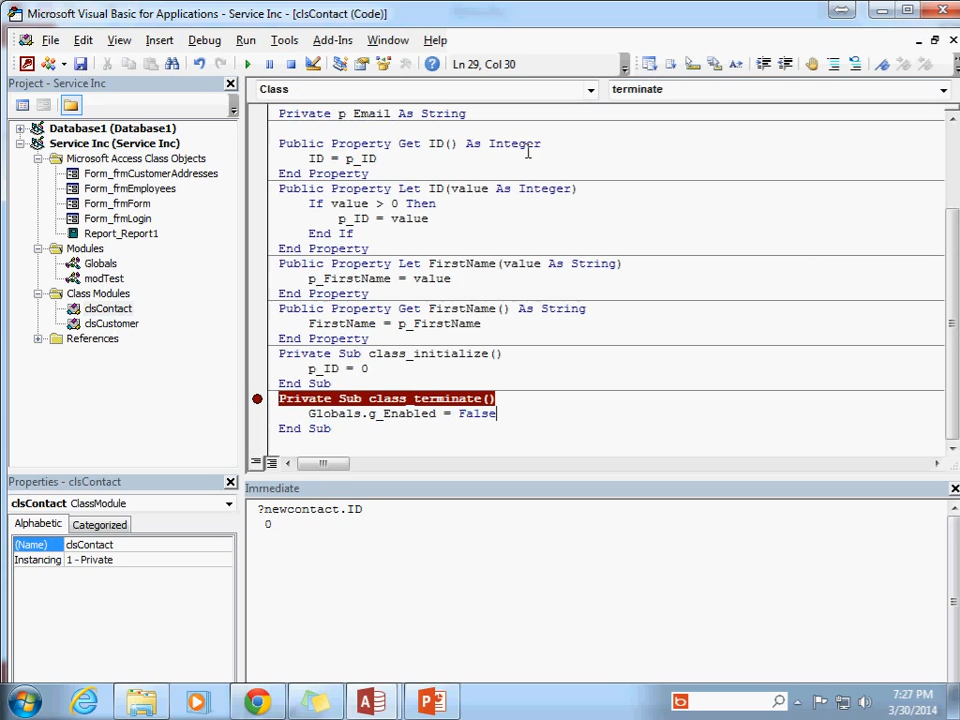 Microsoft Visual Basic for Applications - Service Inc - [clsContact (Code)]
File Edit View Insert Debug Run Tools Add-Ins Window Help
Ln 29, Col 30
Project - Service Inc
Class terminate
Database1 (Database1)
Service Inc (Service Inc)
Microsoft Access Class Objects
Form_frmCustomerAddresses
Form_frmEmployees
Form_frmForm
Form_frmLogin
Report_Report1
Modules
Globals
modTest
Class Modules
clsContact
clsCustomer
References
Private p_Email As String
Public Property Get ID() As Integer
ID = p_ID
End Property
Public Property Let ID(value As Integer)
If value > 0 Then
p_ID = value
End If
End Property
Public Property Let FirstName(value As String)
p_FirstName = value
End Property
Public Property Get FirstName() As String
FirstName = p_FirstName
End Property
Private Sub class_initialize()
p_ID = 0
End Sub
Private Sub class_terminate()
Globals.g_Enabled = False
End Sub
Properties - clsContact
clsContact ClassModule
Alphabetic Categorized
(Name) clsContact
Instancing 1 - Private
Immediate
?newcontact.ID
0
7:27 PM
3/30/2014